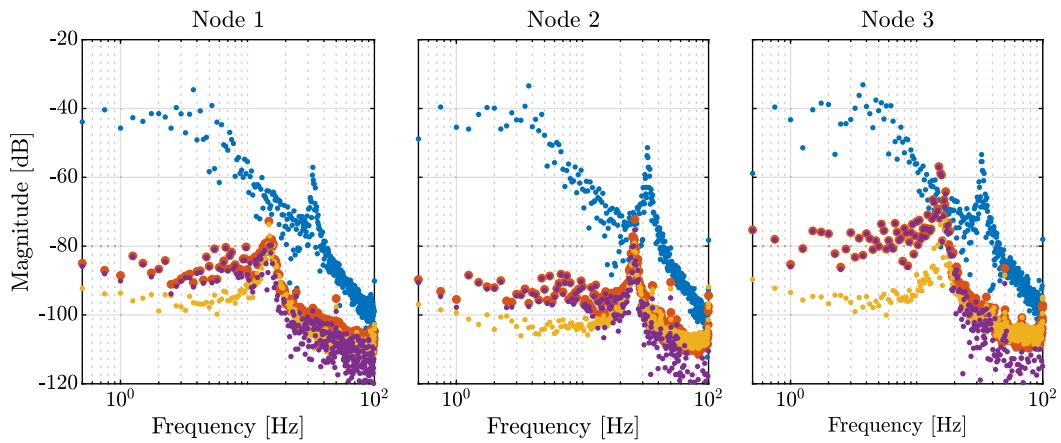 Node 1
Node 2
Node 3
Magnitude [dB]
-20
-40
-60
-80
-100
-120
10^0
10^2
10^0
10^2
10^0
10^2
Frequency [Hz]
Frequency [Hz]
Frequency [Hz]